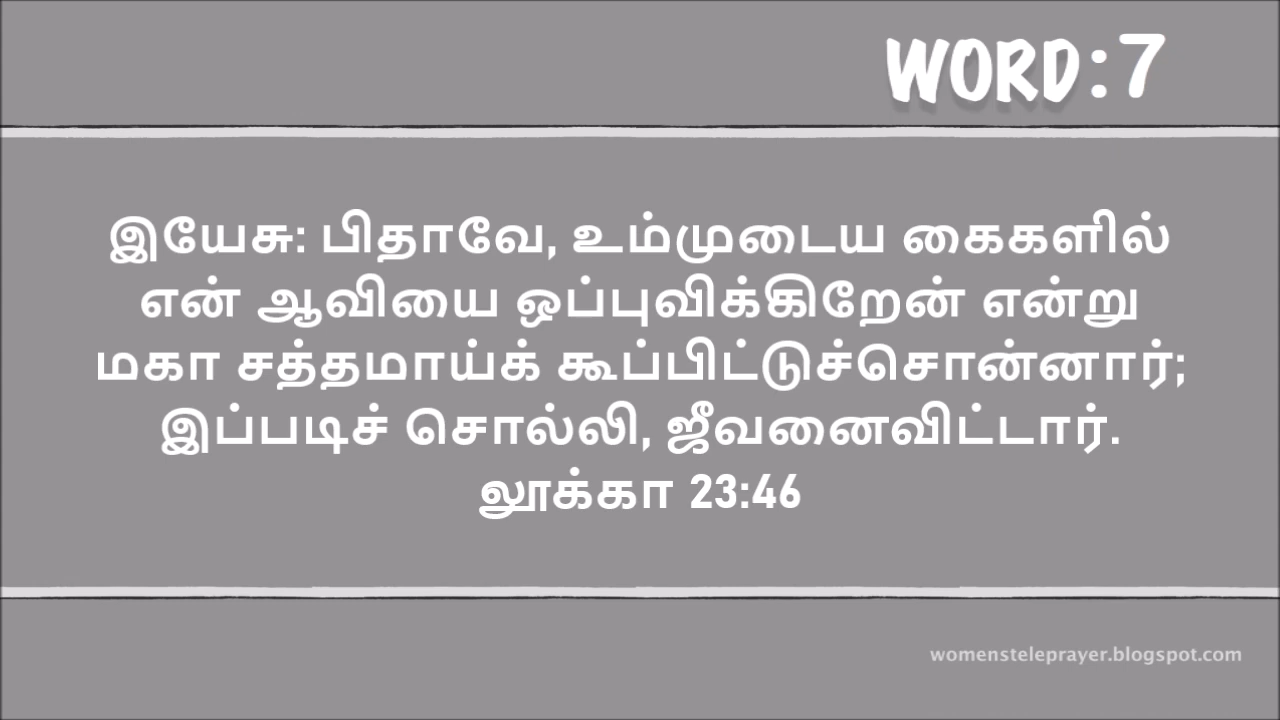 WORD:7
இயேசு: பிதாவே, உம்முடைய கைகளில்
என் ஆவியை ஒப்புவிக்கிறேன் என்று
மகா சத்தமாய்க் கூப்பிட்டுச்சொன்னார்;
இப்படிச் சொல்லி, ஜீவனைவிட்டார்.
லூக்கா 23:46
womensteleprayer.blogspot.com